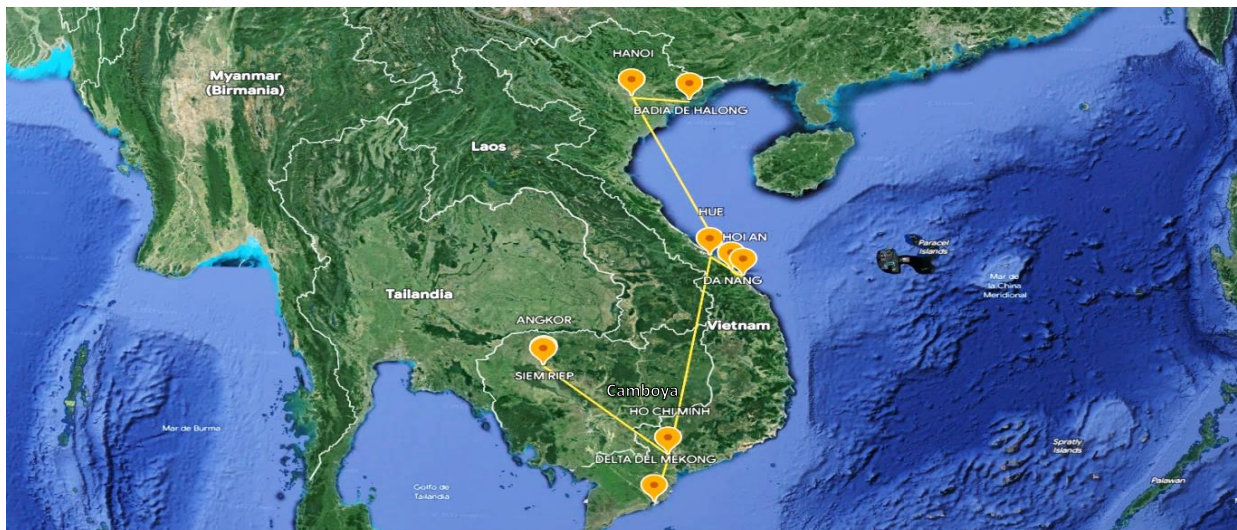 HANOI
Myanmar
(Birmania)
BADIA DE HALONG
Laos
HUE
HOI AN
Paracel
Islands
DA NANG
Mar de
la China
Meridional
Tailandia
ANGKOR
Vietnam
SIEM RIEP
Camboya
HO CHI MINH
Mar de Burma
Spratly
Islands
DELTA DEL MEKONG
Palawan
Golfo de
Tailandia